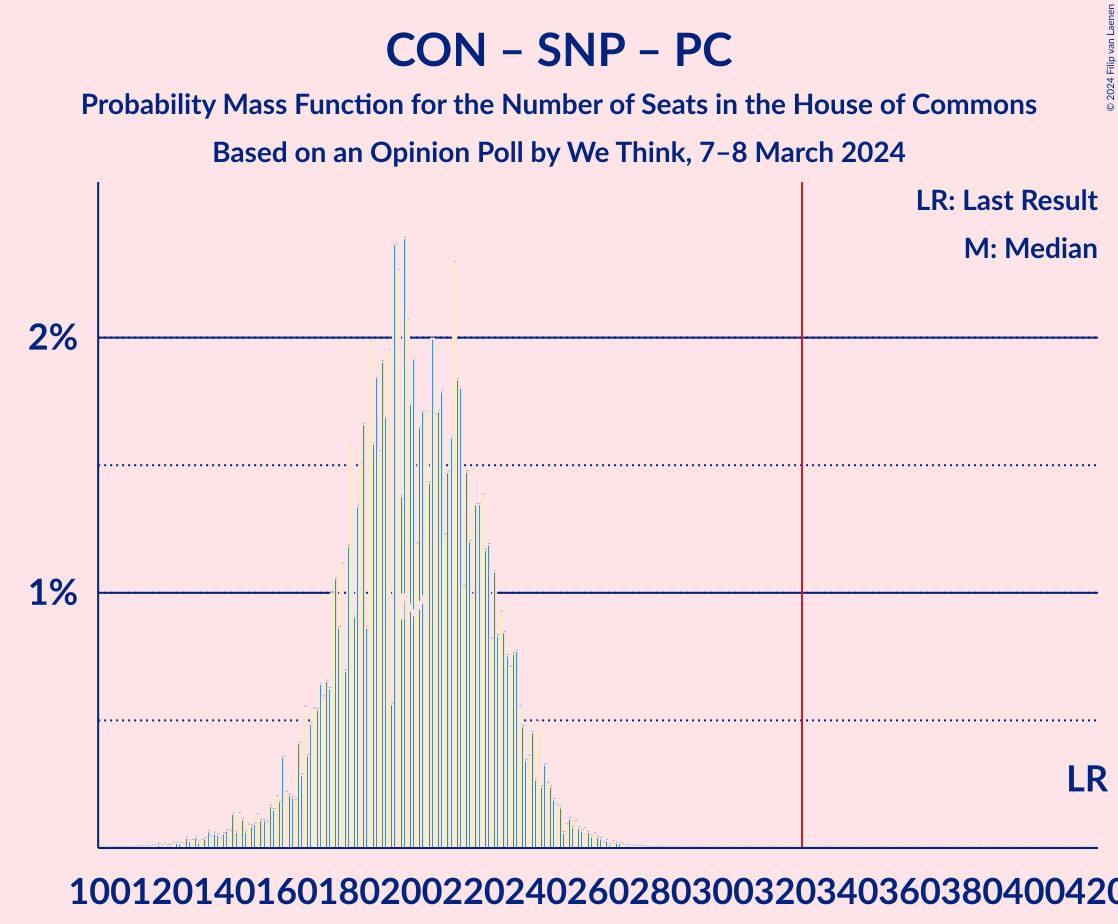 CON – SNP – PC
Probability Mass Function for the Number of Seats in the House of Commons
Based on an Opinion Poll by We Think, 7–8 March 2024
© 2024 Filip van Laenen
LR: Last Result
M: Median
2%
1%
LR
100 120 140 160 180 200 220 240 260 280 300 320 340 360 380 400 420